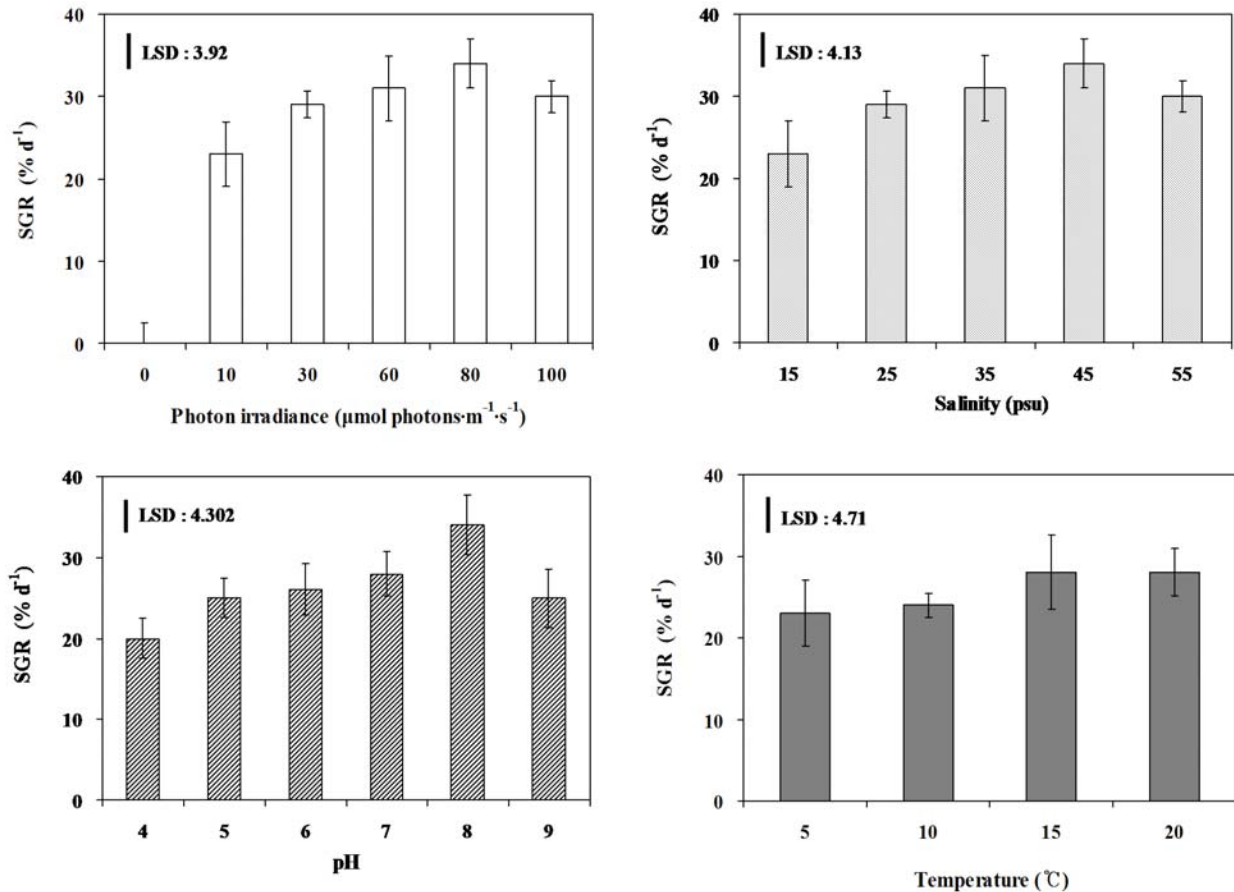 40
30
20
10
0
SGR (% d⁻¹)
LSD : 3.92
0 10 30 60 80 100
Photon irradiance (μmol photons·m⁻¹·s⁻¹)
40
30
20
10
0
SGR (% d⁻¹)
LSD : 4.13
15 25 35 45 55
Salinity (psu)
40
30
20
10
0
SGR (% d⁻¹)
LSD : 4.302
4 5 6 7 8 9
pH
40
30
20
10
0
SGR (% d⁻¹)
LSD : 4.71
5 10 15 20
Temperature (℃)